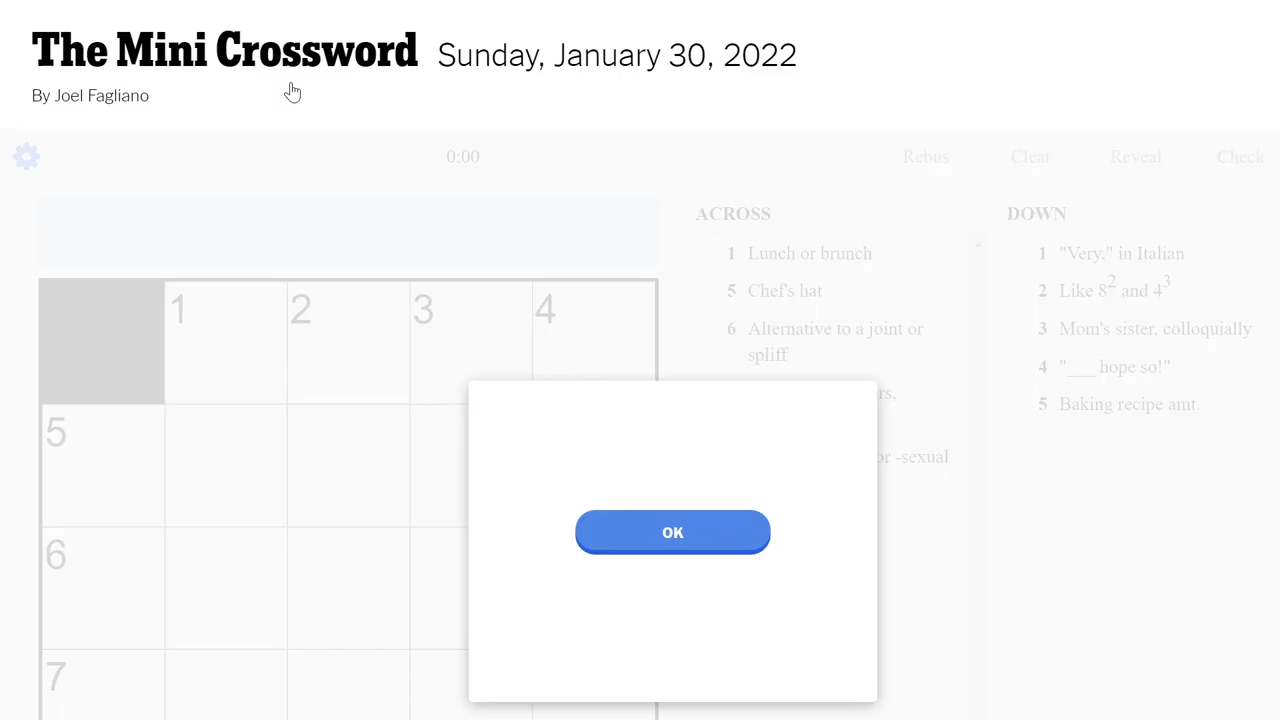 The Mini Crossword Sunday, January 30, 2022
By Joel Fagliano
0:00 Rebus Clear Reveal Check
ACROSS
1 Lunch or brunch
5 Chef's hat
6 Alternative to a joint or
spliff
rs,
or -sexual
DOWN
1 "Very," in Italian
2 Like 8² and 4³
3 Mom's sister, colloquially
4 "___ hope so!"
5 Baking recipe amt.
1 2 3 4
5
6
7
OK